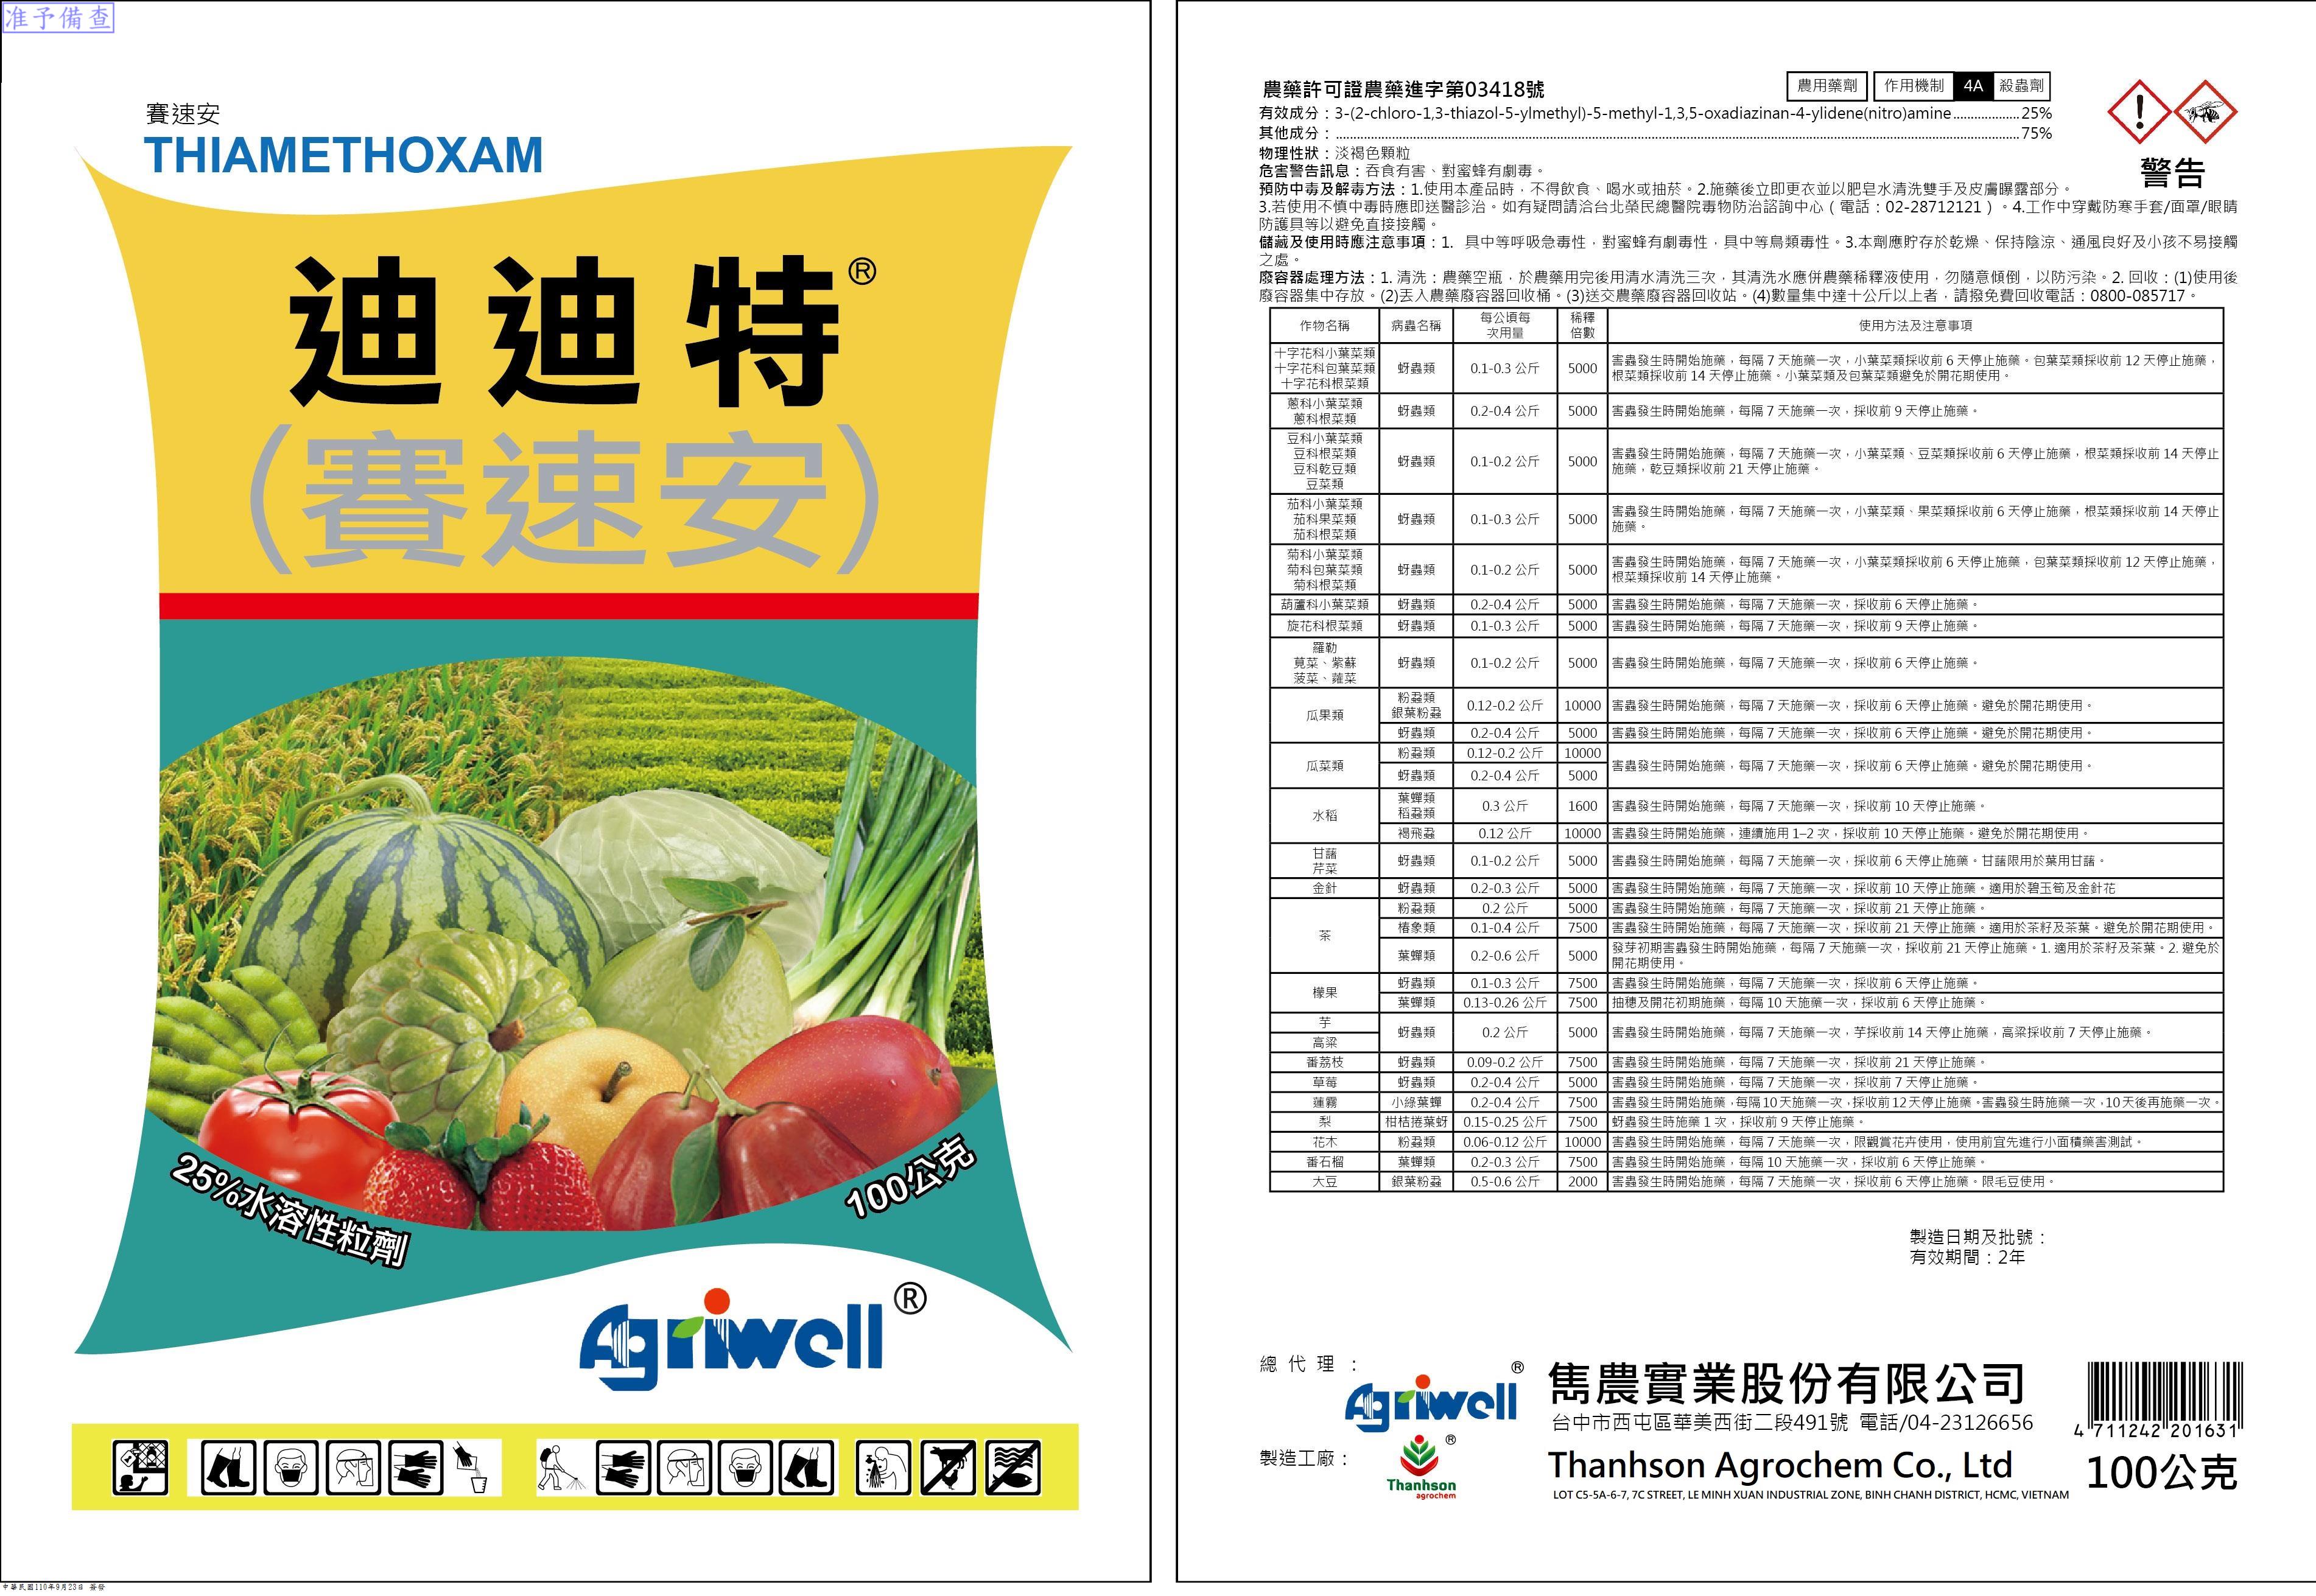 准予備查
賽速安
THIAMETHOXAM
迪迪特®
(賽速安)
25%水溶性粒劑
100公克
Agriwell®
中華民國110年9月23日 簽發
農藥許可證農藥進字第03418號
農用藥劑 作用機制 4A 殺蟲劑
有效成分：3-(2-chloro-1,3-thiazol-5-ylmethyl)-5-methyl-1,3,5-oxadiazinan-4-ylidene(nitro)amine..................25%
其他成分：..................75%
物理性狀：淡褐色顆粒
危害警告訊息：吞食有害、對蜜蜂有劇毒。
警告
預防中毒及解毒方法：1.使用本產品時，不得飲食、喝水或抽菸。2.施藥後立即更衣並以肥皂水清洗雙手及皮膚曝露部分。
3.若使用不慎中毒時應即送醫診治。如有疑問請洽台北榮民總醫院毒物防治諮詢中心（電話：02-28712121）。4.工作中穿戴防寒手套/面罩/眼睛
防護具等以避免直接接觸。
儲藏及使用時應注意事項：1. 具中等呼吸急毒性，對蜜蜂有劇毒性，具中等鳥類毒性。3.本劑應貯存於乾燥、保持陰涼、通風良好及小孩不易接觸
之處。
廢容器處理方法：1. 清洗：農藥空瓶，於農藥用完後用清水清洗三次，其清洗水應併農藥稀釋液使用，勿隨意傾倒，以防污染。2. 回收：(1)使用後
廢容器集中存放。(2)丟入農藥廢容器回收桶。(3)送交農藥廢容器回收站。(4)數量集中達十公斤以上者，請撥免費回收電話：0800-085717。
作物名稱 病蟲名稱 每公頃每次用量 稀釋倍數 使用方法及注意事項
十字花科小葉菜類
十字花科包葉菜類
十字花科根菜類
蚜蟲類 0.1-0.3 公斤 5000
害蟲發生時開始施藥，每隔 7 天施藥一次，小葉菜類採收前 6 天停止施藥。包葉菜類採收前 12 天停止施藥，
根菜類採收前 14 天停止施藥。小葉菜類及包葉菜類避免於開花期使用。
蔥科小葉菜類
蔥科根菜類
蚜蟲類 0.2-0.4 公斤 5000 害蟲發生時開始施藥，每隔 7 天施藥一次，採收前 9 天停止施藥。
豆科小葉菜類
豆科根菜類
豆科乾豆類
豆菜類
蚜蟲類 0.1-0.2 公斤 5000
害蟲發生時開始施藥，每隔 7 天施藥一次，小葉菜類、豆菜類採收前 6 天停止施藥，根菜類採收前 14 天停止
施藥，乾豆類採收前 21 天停止施藥。
茄科小葉菜類
茄科果菜類
茄科根菜類
蚜蟲類 0.1-0.3 公斤 5000
害蟲發生時開始施藥，每隔 7 天施藥一次，小葉菜類、果菜類採收前 6 天停止施藥，根菜類採收前 14 天停止
施藥。
菊科小葉菜類
菊科包葉菜類
菊科根菜類
蚜蟲類 0.1-0.2 公斤 5000
害蟲發生時開始施藥，每隔 7 天施藥一次，小葉菜類採收前 6 天停止施藥，包葉菜類採收前 12 天停止施藥，
根菜類採收前 14 天停止施藥。
葫蘆科小葉菜類 蚜蟲類 0.2-0.4 公斤 5000 害蟲發生時開始施藥，每隔 7 天施藥一次，採收前 6 天停止施藥。
旋花科根菜類 蚜蟲類 0.1-0.3 公斤 5000 害蟲發生時開始施藥，每隔 7 天施藥一次，採收前 9 天停止施藥。
羅勒
莧菜、紫蘇
菠菜、蕹菜
蚜蟲類 0.1-0.2 公斤 5000 害蟲發生時開始施藥，每隔 7 天施藥一次，採收前 6 天停止施藥。
瓜果類
粉蝨類
銀葉粉蝨
0.12-0.2 公斤 10000 害蟲發生時開始施藥，每隔 7 天施藥一次，採收前 6 天停止施藥。避免於開花期使用。
蚜蟲類 0.2-0.4 公斤 5000 害蟲發生時開始施藥，每隔 7 天施藥一次，採收前 6 天停止施藥。避免於開花期使用。
瓜菜類
粉蝨類 0.12-0.2 公斤 10000
蚜蟲類 0.2-0.4 公斤 5000
害蟲發生時開始施藥，每隔 7 天施藥一次，採收前 6 天停止施藥。避免於開花期使用。
水稻
葉蟬類
稻蝨類
0.3 公斤 1600 害蟲發生時開始施藥，每隔 7 天施藥一次，採收前 10 天停止施藥。
褐飛蝨 0.12 公斤 10000 害蟲發生時開始施藥，連續施用 1–2 次，採收前 10 天停止施藥。避免於開花期使用。
甘藷
芹菜
蚜蟲類 0.1-0.2 公斤 5000 害蟲發生時開始施藥，每隔 7 天施藥一次，採收前 6 天停止施藥。甘藷限用於葉用甘藷。
金針 蚜蟲類 0.2-0.3 公斤 5000 害蟲發生時開始施藥，每隔 7 天施藥一次，採收前 10 天停止施藥。適用於碧玉筍及金針花
茶
粉蝨類 0.2 公斤 5000 害蟲發生時開始施藥，每隔 7 天施藥一次，採收前 21 天停止施藥。
椿象類 0.1-0.4 公斤 7500 害蟲發生時開始施藥，每隔 7 天施藥一次，採收前 21 天停止施藥。適用於茶籽及茶葉。避免於開花期使用。
葉蟬類 0.2-0.6 公斤 5000
發芽初期害蟲發生時開始施藥，每隔 7 天施藥一次，採收前 21 天停止施藥。1. 適用於茶籽及茶葉。2. 避免於
開花期使用。
檬果
蚜蟲類 0.1-0.3 公斤 7500 害蟲發生時開始施藥，每隔 7 天施藥一次，採收前 6 天停止施藥。
葉蟬類 0.13-0.26 公斤 7500 抽穗及開花初期施藥，每隔 10 天施藥一次，採收前 6 天停止施藥。
芋
高粱
蚜蟲類 0.2 公斤 5000 害蟲發生時開始施藥，每隔 7 天施藥一次，芋採收前 14 天停止施藥，高粱採收前 7 天停止施藥。
番荔枝 蚜蟲類 0.09-0.2 公斤 7500 害蟲發生時開始施藥，每隔 7 天施藥一次，採收前 21 天停止施藥。
草莓 蚜蟲類 0.2-0.4 公斤 5000 害蟲發生時開始施藥，每隔 7 天施藥一次，採收前 7 天停止施藥。
蓮霧 小綠葉蟬 0.2-0.4 公斤 7500 害蟲發生時開始施藥，每隔10天施藥一次，採收前12天停止施藥。害蟲發生時施藥一次，10天後再施藥一次。
梨 柑桔捲葉蚜 0.15-0.25 公斤 7500 蚜蟲發生時施藥 1 次，採收前 9 天停止施藥。
花木 粉蝨類 0.06-0.12 公斤 10000 害蟲發生時開始施藥，每隔 7 天施藥一次，限觀賞花卉使用，使用前宜先進行小面積藥害測試。
番石榴 葉蟬類 0.2-0.3 公斤 7500 害蟲發生時開始施藥，每隔 10 天施藥一次，採收前 6 天停止施藥。
大豆 銀葉粉蝨 0.5-0.6 公斤 2000 害蟲發生時開始施藥，每隔 7 天施藥一次，採收前 6 天停止施藥。限毛豆使用。
製造日期及批號：
有效期間：2年
總代理：
Agriwell®
雋農實業股份有限公司
台中市西屯區華美西街二段491號 電話/04-23126656
製造工廠：
Thanhson agrochem ®
Thanhson Agrochem Co., Ltd
LOT C5-5A-6-7, 7C STREET, LE MINH XUAN INDUSTRIAL ZONE, BINH CHANH DISTRICT, HCMC, VIETNAM
4 711242 201631
100公克